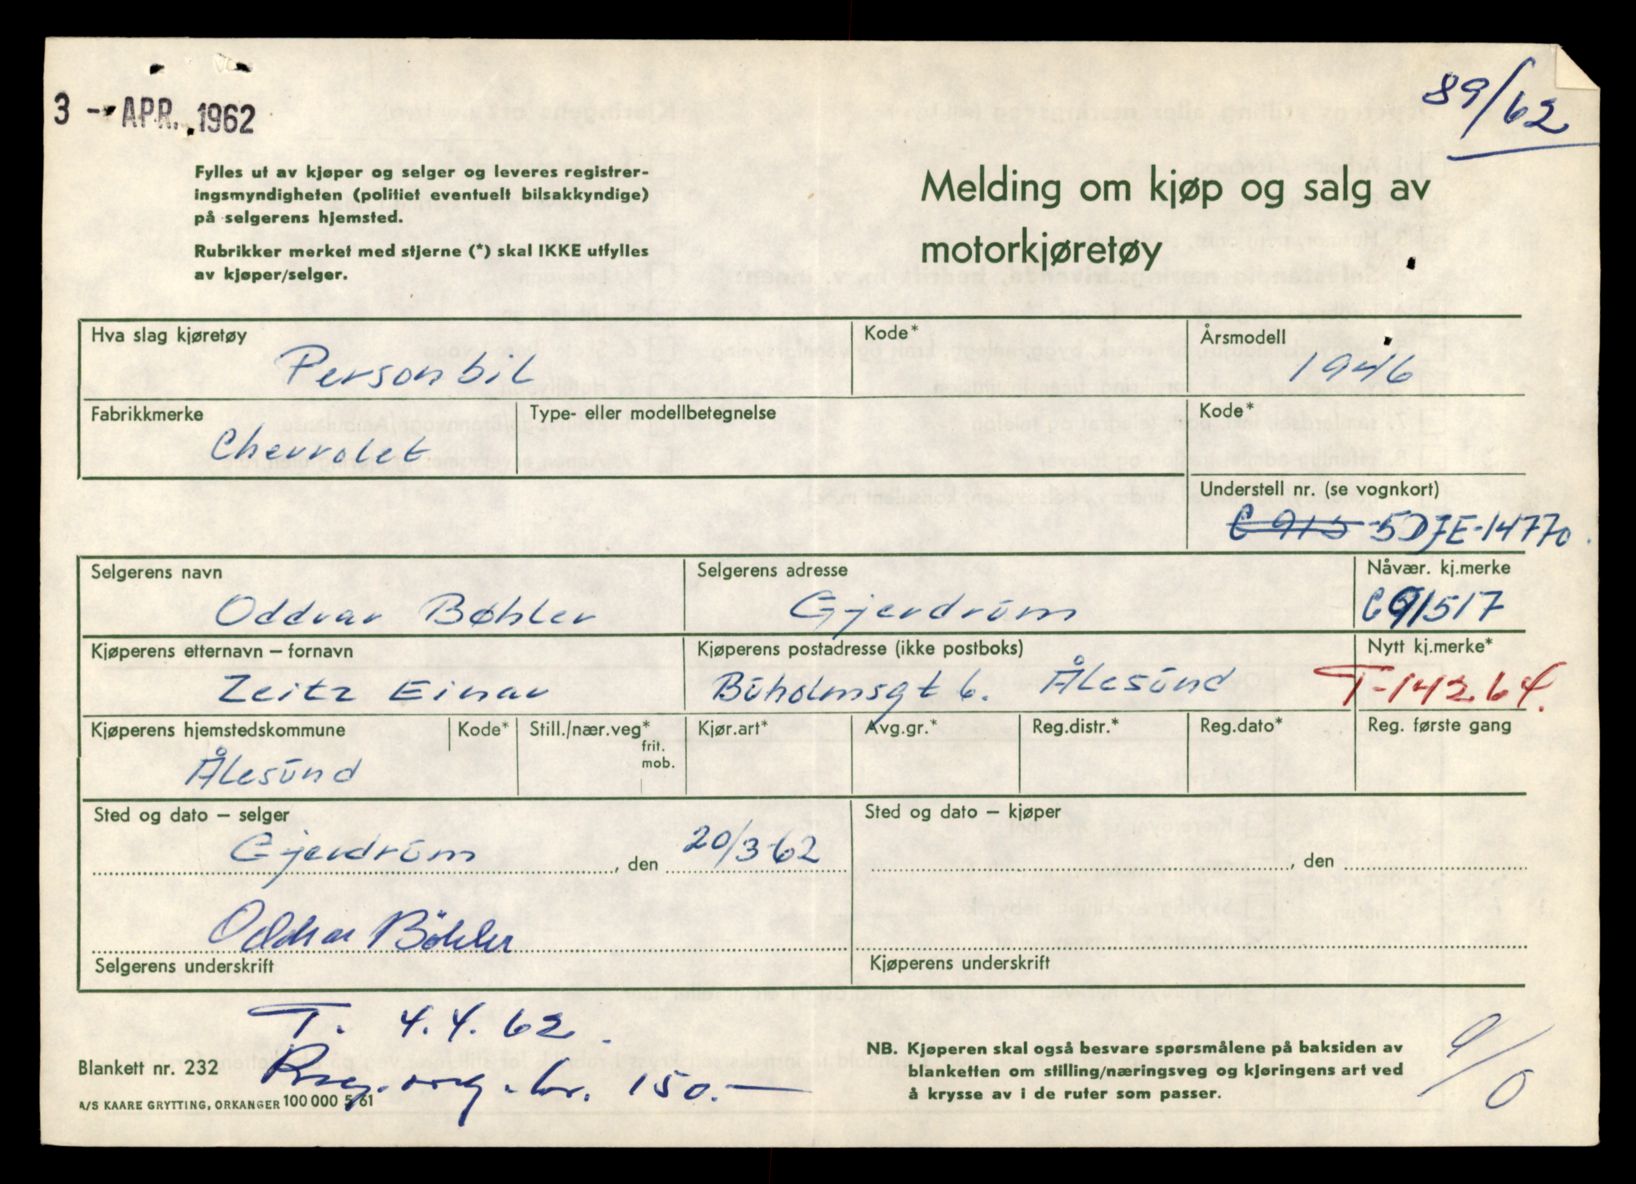 3 - APR. 1962
89/62
Fylles ut av kjøper og selger og leveres registrer-
ingsmyndigheten (politiet eventuelt bilsakkyndige)
på selgerens hjemsted.
Rubrikker merket med stjerne (*) skal IKKE utfylles
av kjøper/selger.
Melding om kjøp og salg av
motorkjøretøy
Hva slag kjøretøy
Personbil
Kode*
Årsmodell
1946
Fabrikkmerke
Chevrolet
Type- eller modellbetegnelse
Kode*
Understell nr. (se vognkort)
C 915 5DJE-14770.
Selgerens navn
Oddvar Bøhler
Selgerens adresse
Gjerdrum
Nåvær. kj.merke
C 91517
Kjøperens etternavn – fornavn
Zeitz Einar
Kjøperens postadresse (ikke postboks)
Buholmsgt 6. Ålesund
Nytt kj.merke*
T-14264.
Kjøperens hjemstedskommune
Ålesund
Kode*
Still./nær.veg*
frit.
mob.
Kjør.art*
Avg.gr.*
Reg.distr.*
Reg.dato*
Reg. første gang
Sted og dato – selger
Gjerdrum, den 20/3 62
Sted og dato – kjøper
, den
Oddvar Bøhler
Selgerens underskrift
Kjøperens underskrift
T. 4.4.62.
kr. 150.—
Blankett nr. 232
A/S KAARE GRYTTING, ORKANGER 100 000 5 61
NB. Kjøperen skal også besvare spørsmålene på baksiden av
blanketten om stilling/næringsveg og kjøringens art ved
å krysse av i de ruter som passer.
9/0